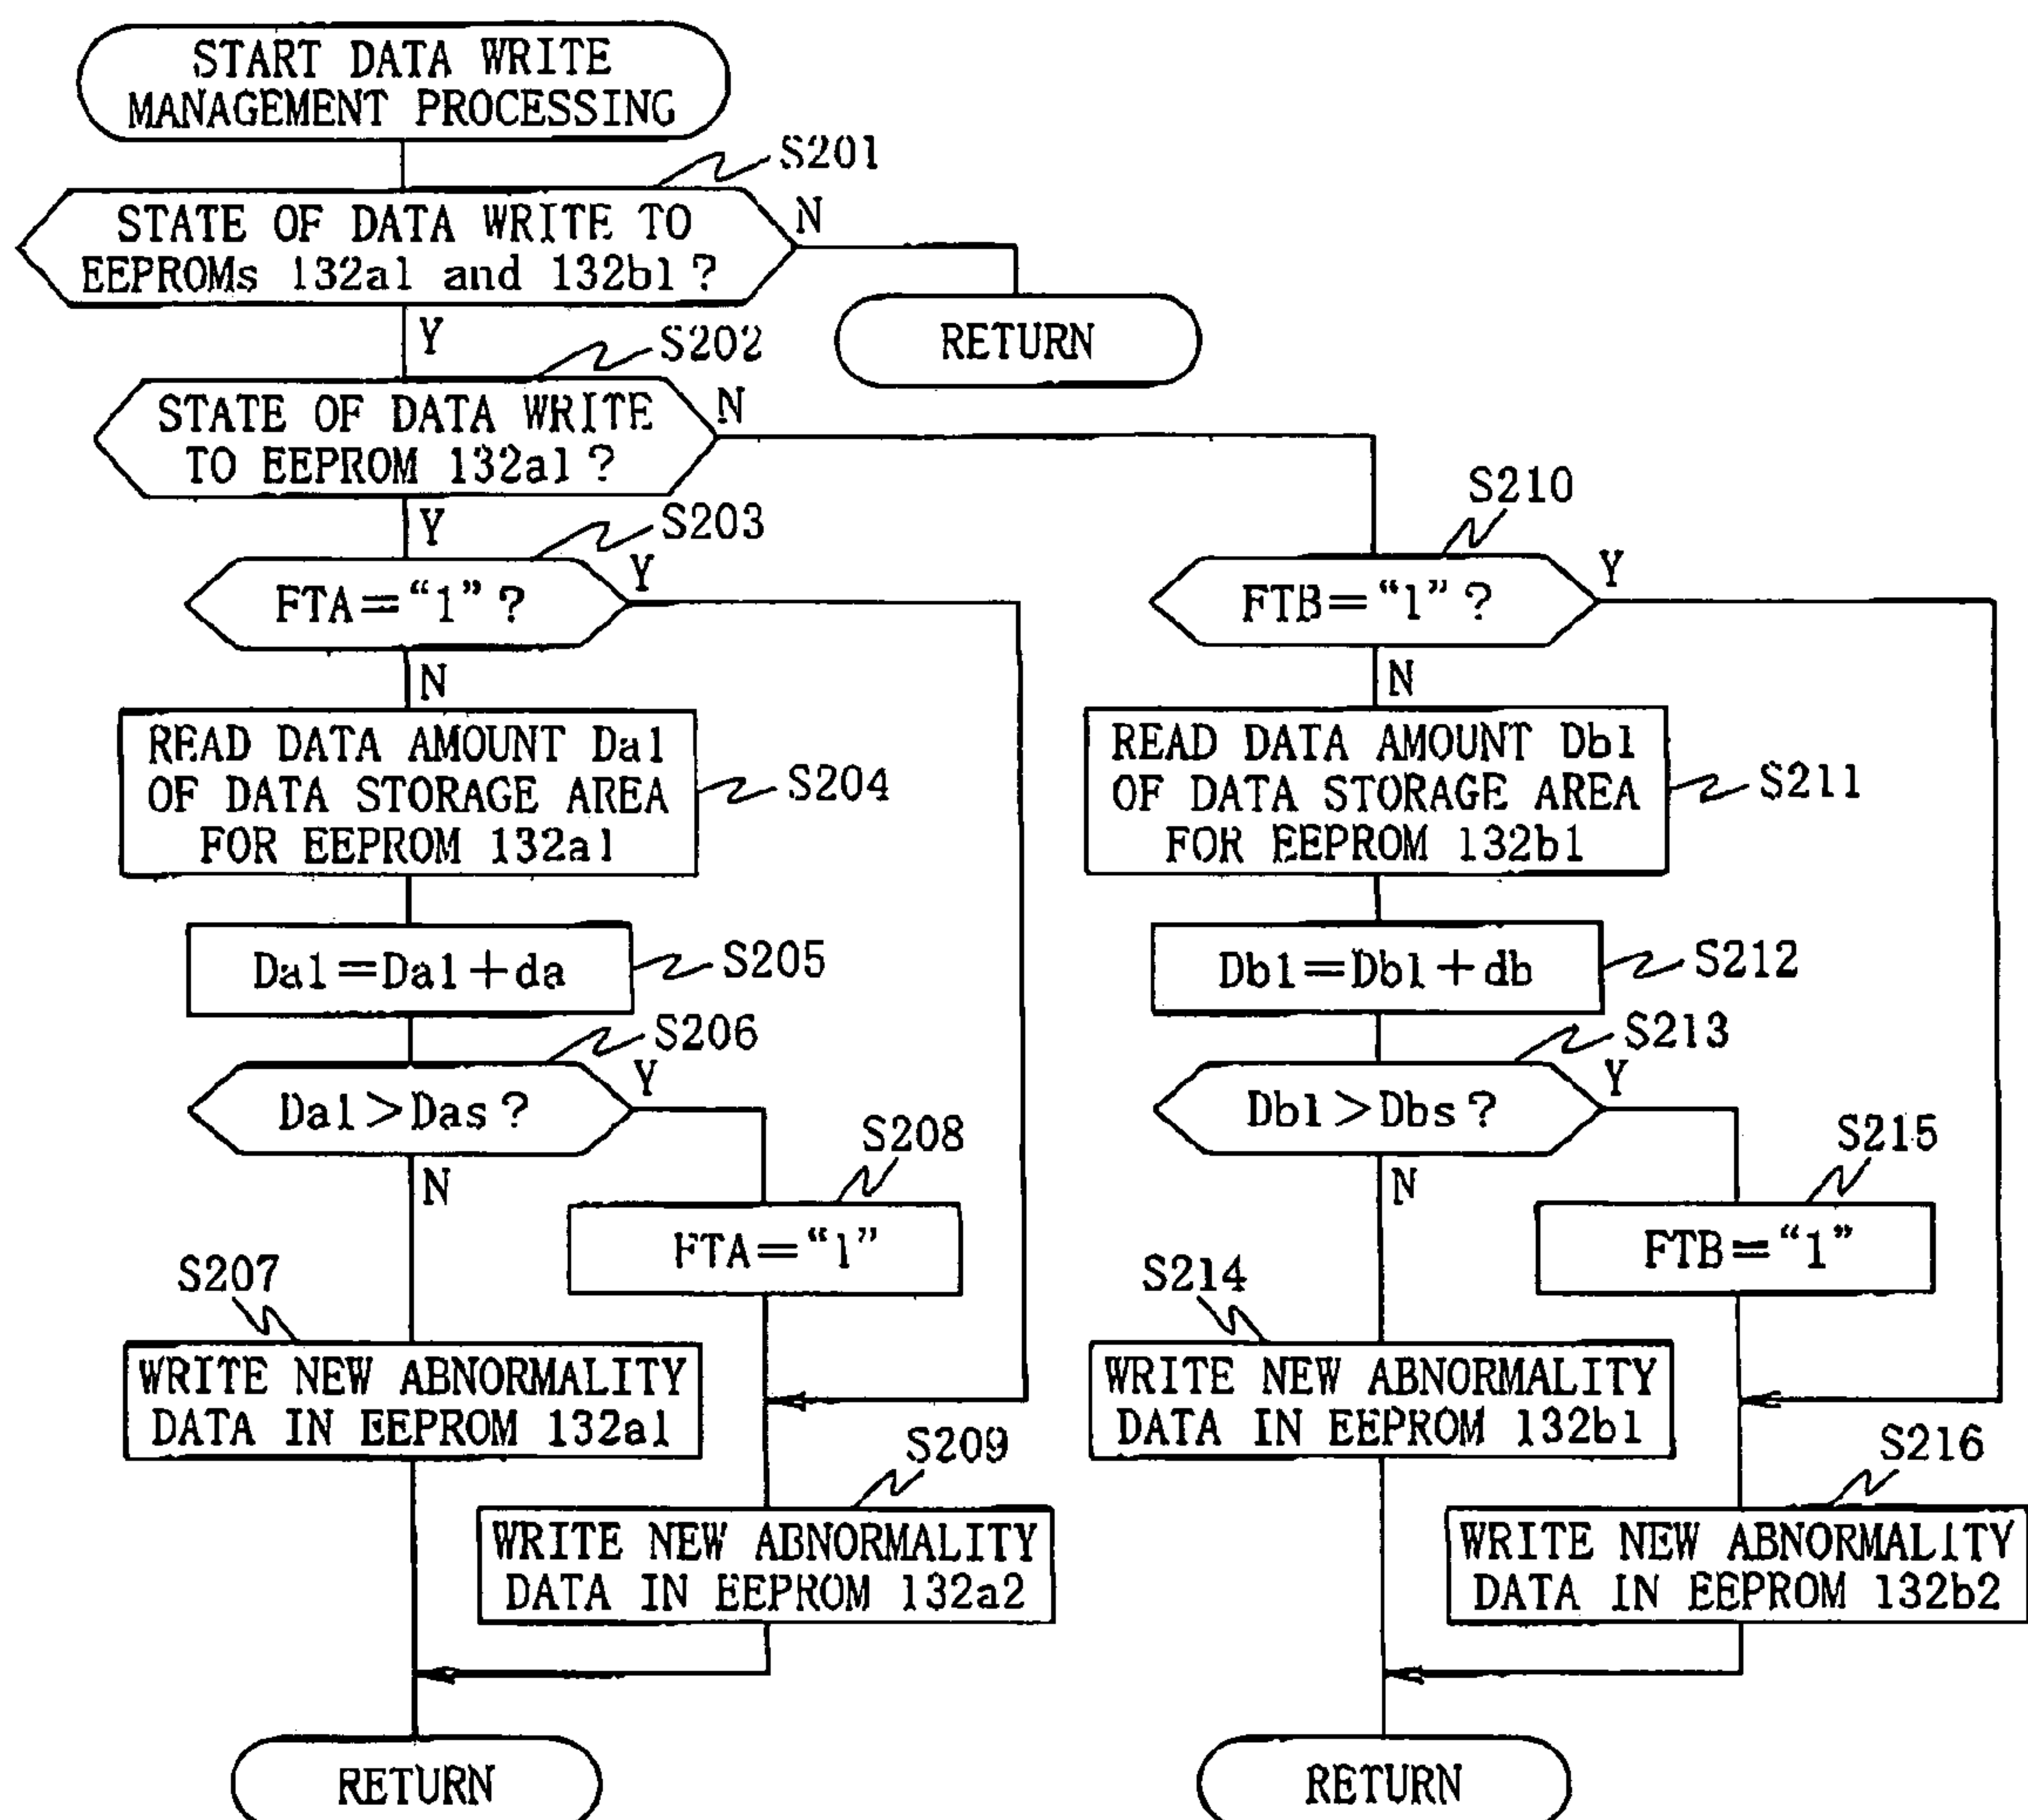 START DATA WRITE
MANAGEMENT PROCESSING
S201
STATE OF DATA WRITE TO
EEPROMs 132a1 and 132b1?
N
RETURN
Y
S202
STATE OF DATA WRITE
TO EEPROM 132a1?
N
Y
S203
FTA="1"?
Y
N
READ DATA AMOUNT Da1
OF DATA STORAGE AREA
FOR EEPROM 132a1
S204
Da1=Da1+da
S205
S206
Da1>Das?
Y
N
S208
FTA="1"
S207
WRITE NEW ABNORMALITY
DATA IN EEPROM 132a1
S209
WRITE NEW ABNORMALITY
DATA IN EEPROM 132a2
RETURN
S210
FTB="1"?
Y
N
READ DATA AMOUNT Db1
OF DATA STORAGE AREA
FOR EEPROM 132b1
S211
Db1=Db1+db
S212
S213
Db1>Dbs?
Y
N
S215
FTB="1"
S214
WRITE NEW ABNORMALITY
DATA IN EEPROM 132b1
S216
WRITE NEW ABNORMALITY
DATA IN EEPROM 132b2
RETURN